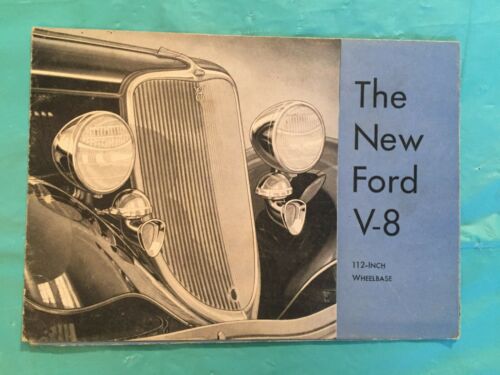 The
New
Ford
V-8
112-INCH
WHEELBASE